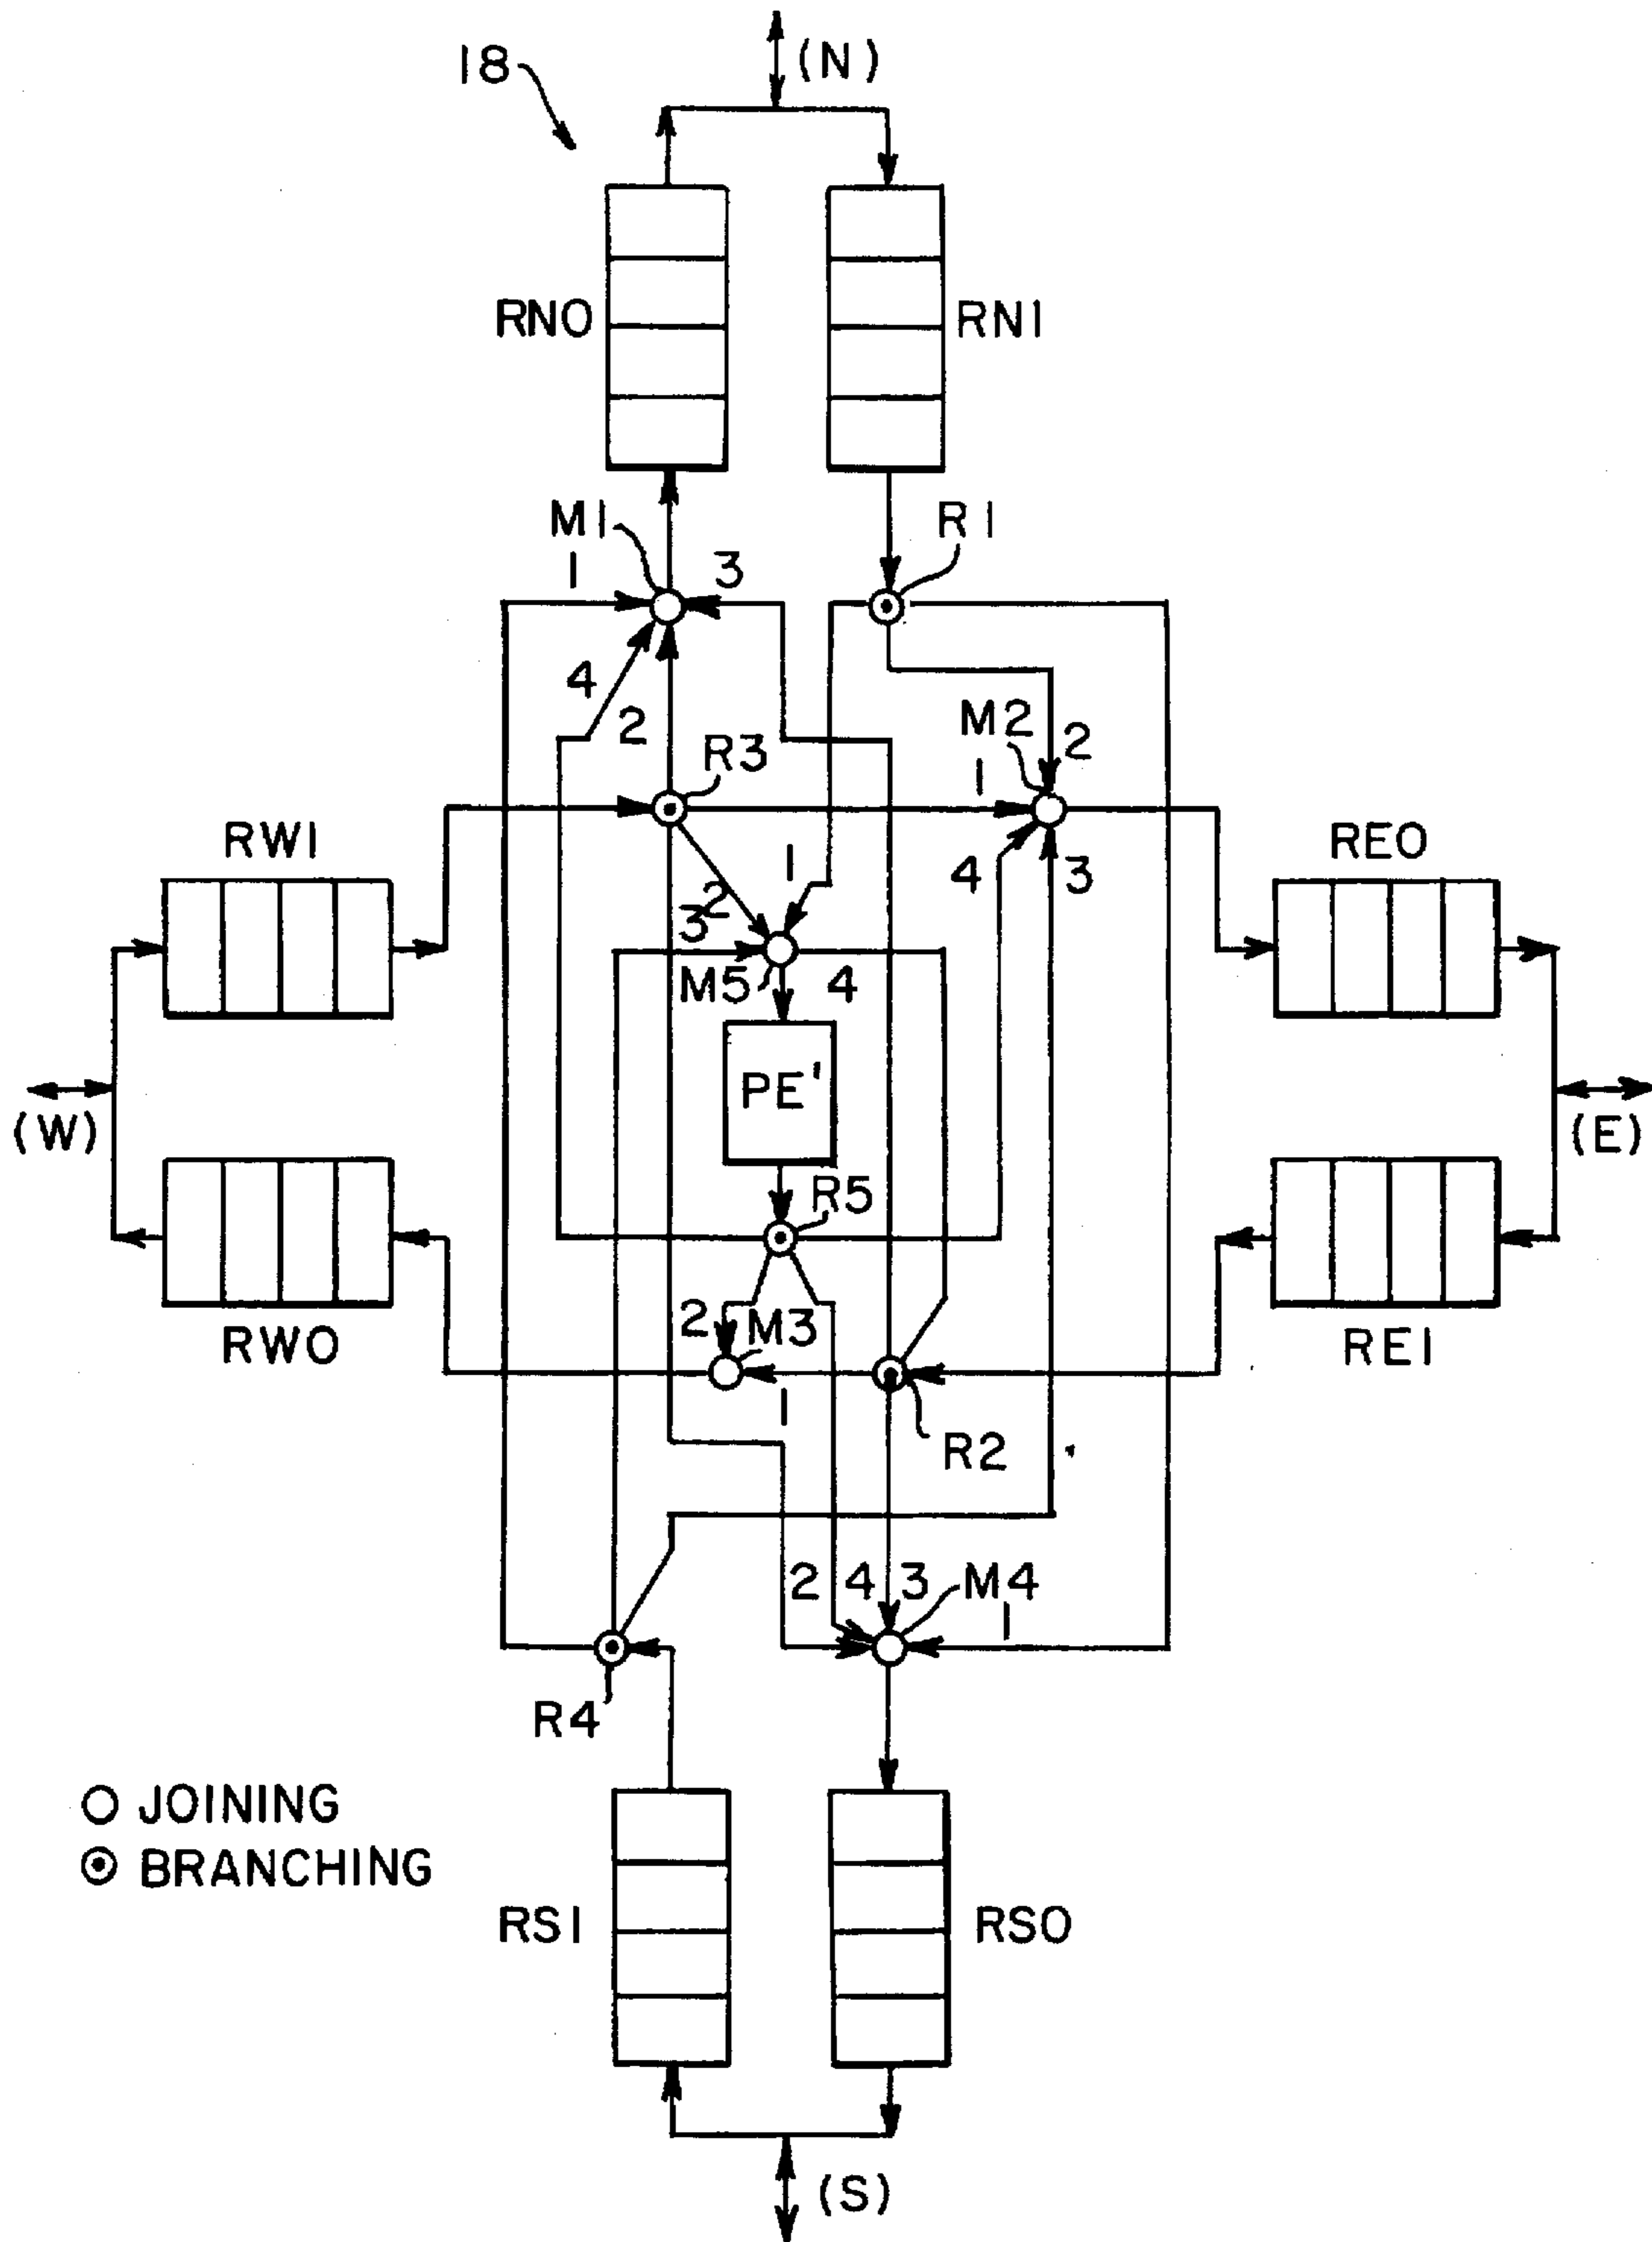 18
(N)
RN0
RN1
M1
R1
1
3
4
2
M2
2
R3
1
RW1
RE0
1
4
3
2
3
M5
4
PE'
(W)
(E)
R5
2
M3
RW0
RE1
1
R2
2
4
3
M4
1
R4
JOINING
BRANCHING
RS1
RS0
(S)